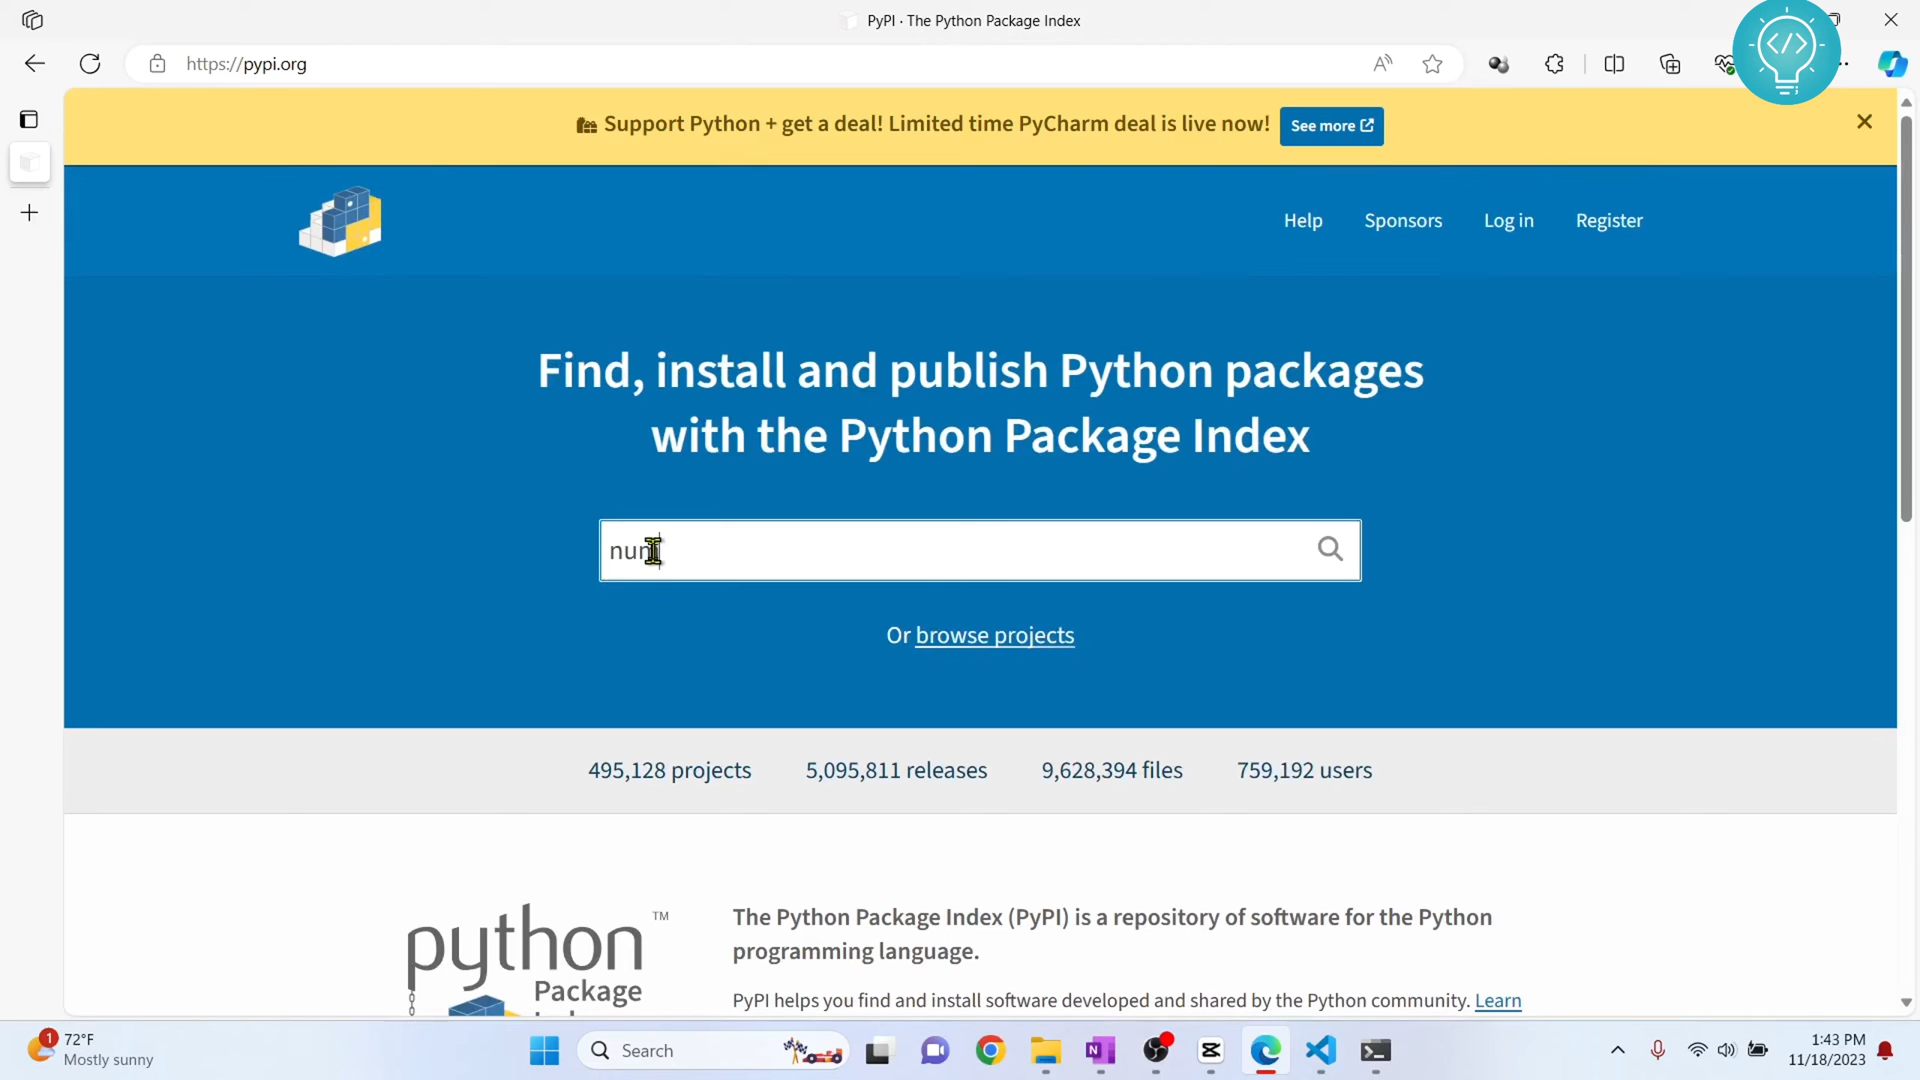 PyPI · The Python Package Index
https://pypi.org
Support Python + get a deal! Limited time PyCharm deal is live now! See more
Help Sponsors Log in Register
Find, install and publish Python packages
with the Python Package Index
Or browse projects
495,128 projects 5,095,811 releases 9,628,394 files 759,192 users
python TM
Package
The Python Package Index (PyPI) is a repository of software for the Python
programming language.
PyPI helps you find and install software developed and shared by the Python community. Learn
1
72°F
Mostly sunny
Search
1:43 PM
11/18/2023